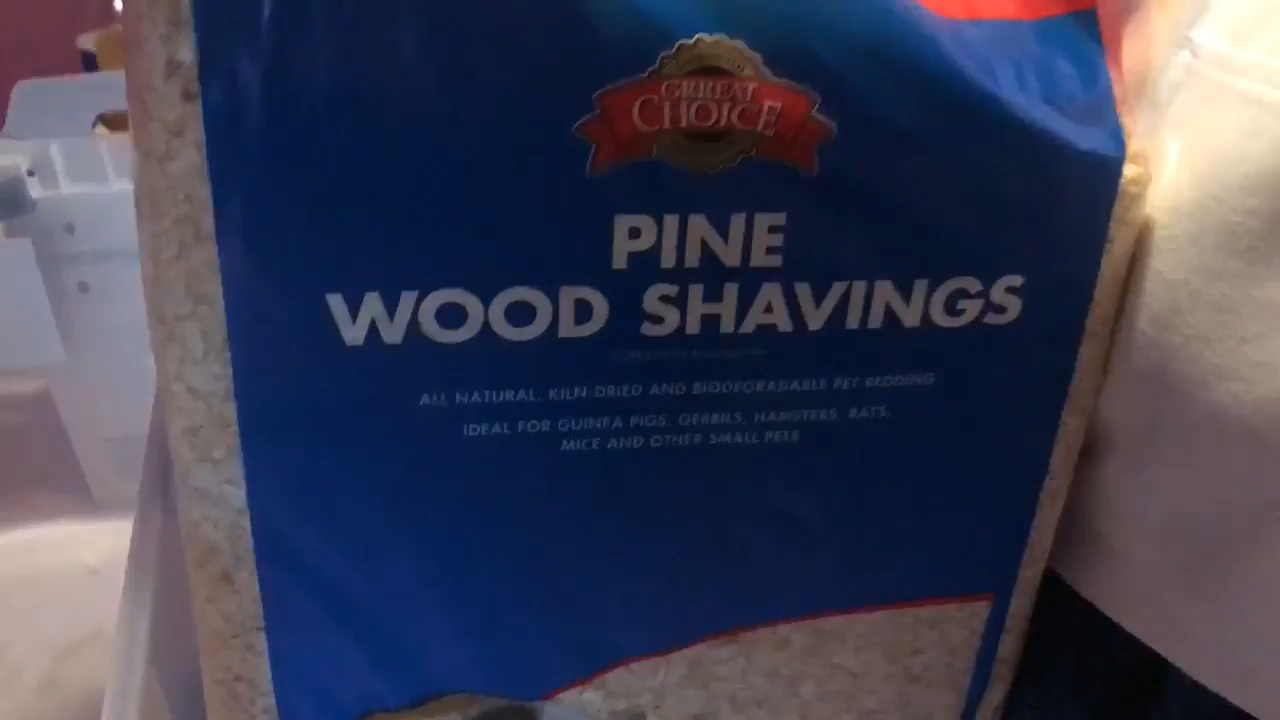 GRREAT
CHOICE
PINE
WOOD SHAVINGS
ALL NATURAL, KILN DRIED AND BIODEGRADABLE PET BEDDING
IDEAL FOR GUINEA PIGS, GERBILS, HAMSTERS, RATS,
MICE AND OTHER SMALL PETS